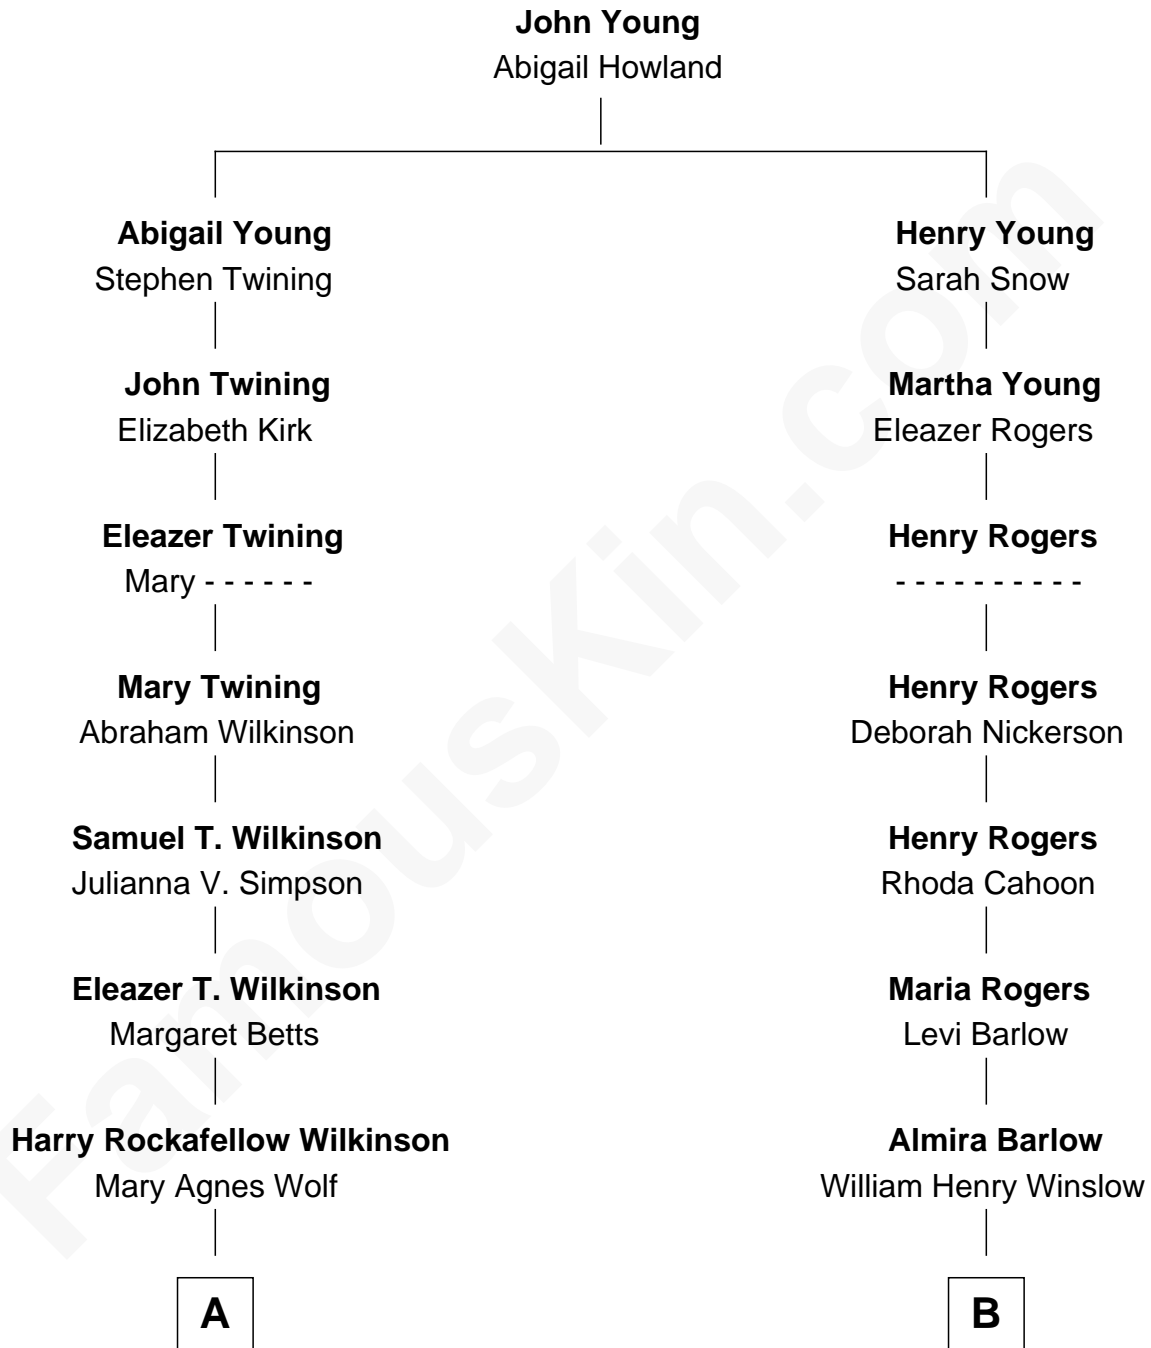 John Young
Abigail Howland
Abigail Young
Stephen Twining
Henry Young
Sarah Snow
John Twining
Elizabeth Kirk
Martha Young
Eleazer Rogers
Eleazer Twining
Mary - - - - - -
Henry Rogers
- - - - - - - - - -
Mary Twining
Abraham Wilkinson
Henry Rogers
Deborah Nickerson
Samuel T. Wilkinson
Julianna V. Simpson
Henry Rogers
Rhoda Cahoon
Eleazer T. Wilkinson
Margaret Betts
Maria Rogers
Levi Barlow
Harry Rockafellow Wilkinson
Mary Agnes Wolf
Almira Barlow
William Henry Winslow
A
B
FamousKin.com